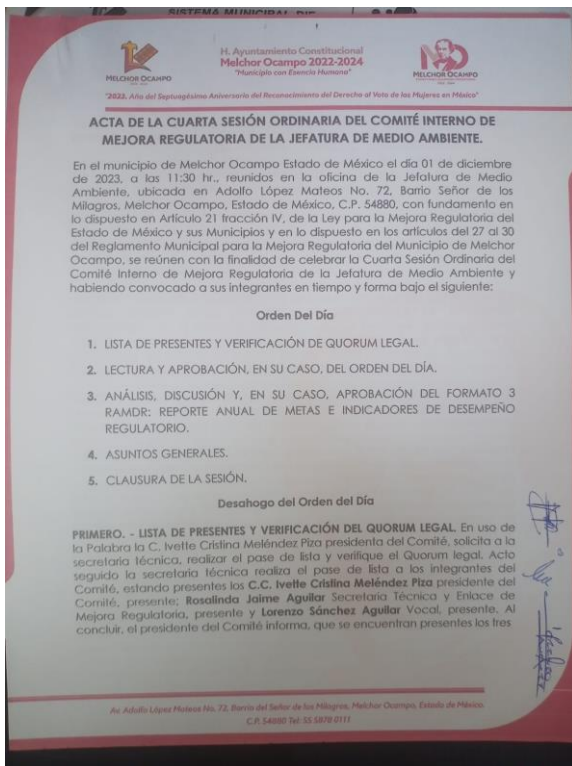 SISTEMA MUNICIPAL DIF
MELCHOR OCAMPO
H. Ayuntamiento Constitucional
Melchor Ocampo 2022-2024
"Municipio con Esencia Humana"
MELCHOR OCAMPO
"2023, Año del Septuagésimo Aniversario del Reconocimiento del Derecho al Voto de las Mujeres en México"
ACTA DE LA CUARTA SESIÓN ORDINARIA DEL COMITÉ INTERNO DE
MEJORA REGULATORIA DE LA JEFATURA DE MEDIO AMBIENTE.
En el municipio de Melchor Ocampo Estado de México el día 01 de diciembre
de 2023, a las 11:30 hr., reunidos en la oficina de la Jefatura de Medio
Ambiente, ubicada en Adolfo López Mateos No. 72, Barrio Señor de los
Milagros, Melchor Ocampo, Estado de México, C.P. 54880, con fundamento en
lo dispuesto en Artículo 21 fracción IV, de la Ley para la Mejora Regulatoria del
Estado de México y sus Municipios y en lo dispuesto en los artículos del 27 al 30
del Reglamento Municipal para la Mejora Regulatoria del Municipio de Melchor
Ocampo, se reúnen con la finalidad de celebrar la Cuarta Sesión Ordinaria del
Comité Interno de Mejora Regulatoria de la Jefatura de Medio Ambiente y
habiendo convocado a sus integrantes en tiempo y forma bajo el siguiente:
Orden Del Día
1. LISTA DE PRESENTES Y VERIFICACIÓN DE QUORUM LEGAL.
2. LECTURA Y APROBACIÓN, EN SU CASO, DEL ORDEN DEL DÍA.
3. ANÁLISIS, DISCUSIÓN Y, EN SU CASO, APROBACIÓN DEL FORMATO 3
RAMDR: REPORTE ANUAL DE METAS E INDICADORES DE DESEMPEÑO
REGULATORIO.
4. ASUNTOS GENERALES.
5. CLAUSURA DE LA SESIÓN.
Desahogo del Orden del Día
PRIMERO. - LISTA DE PRESENTES Y VERIFICACIÓN DEL QUORUM LEGAL. En uso de
la Palabra la C. Ivette Cristina Meléndez Piza presidenta del Comité, solicita a la
secretaria técnica, realizar el pase de lista y verifique el Quorum legal. Acto
seguido la secretaria técnica realiza el pase de lista a los integrantes del
Comité, estando presentes los C.C. Ivette Cristina Meléndez Piza presidente del
Comité, presente; Rosalinda Jaime Aguilar Secretaria Técnica y Enlace de
Mejora Regulatoria, presente y Lorenzo Sánchez Aguilar Vocal, presente. Al
concluir, el presidente del Comité informa, que se encuentran presentes los tres
Av. Adolfo López Mateos No. 72, Barrio del Señor de los Milagros, Melchor Ocampo, Estado de México.
C.P. 54880 Tel: 55 5878 0111